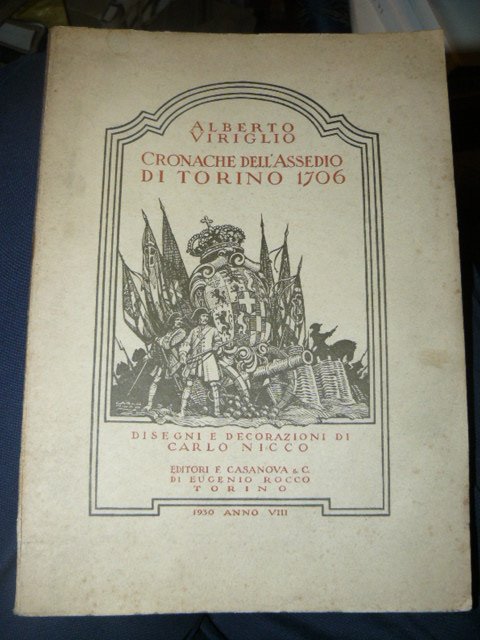 ALBERTO
VIRIGLIO
CRONACHE DELL'ASSEDIO
DI TORINO 1706
DISEGNI E DECORAZIONI DI
CARLO NICCO
EDITORI F. CASANOVA & C.
DI EUGENIO ROCCO
TORINO
1930 ANNO VIII